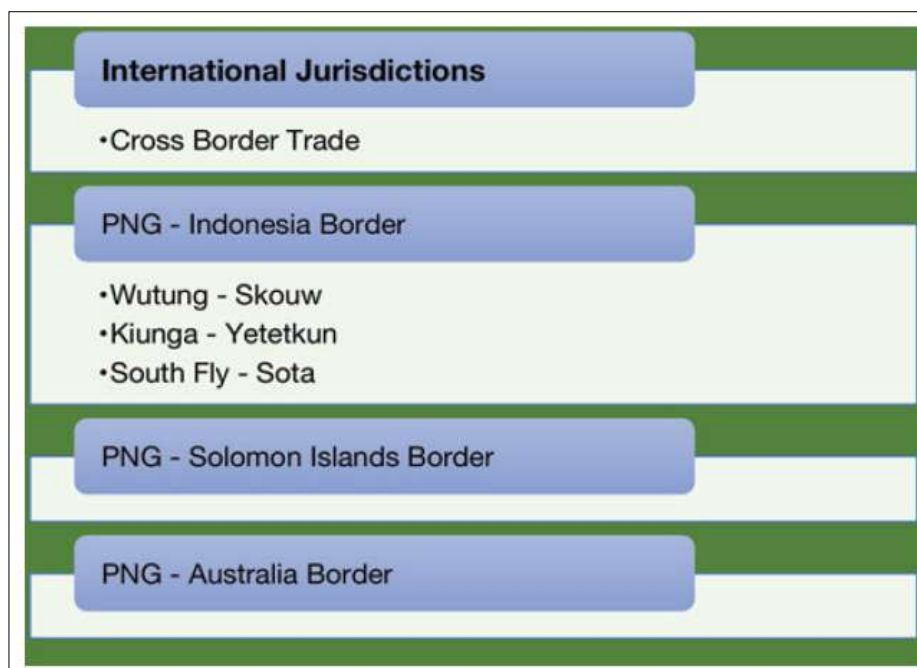 International Jurisdictions
•Cross Border Trade
PNG - Indonesia Border
•Wutung - Skouw
•Kiunga - Yetetkun
•South Fly - Sota
PNG - Solomon Islands Border
PNG - Australia Border